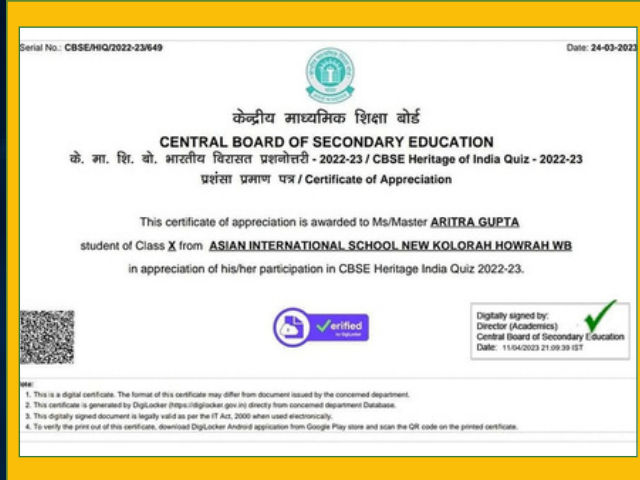 Serial No.: CBSE/HIQ/2022-23/649
Date: 24-03-2023
केन्द्रीय माध्यमिक शिक्षा बोर्ड
CENTRAL BOARD OF SECONDARY EDUCATION
के. मा. शि. बो. भारतीय विरासत प्रशनोत्तरी - 2022-23 / CBSE Heritage of India Quiz - 2022-23
प्रशंसा प्रमाण पत्र / Certificate of Appreciation
This certificate of appreciation is awarded to Ms/Master ARITRA GUPTA
student of Class X from ASIAN INTERNATIONAL SCHOOL NEW KOLORAH HOWRAH WB
in appreciation of his/her participation in CBSE Heritage India Quiz 2022-23.
Verified
by DigiLocker
Digitally signed by:
Director (Academics)
Central Board of Secondary Education
Date: 11/04/2023 21:09:39 IST
1. This is a digital certificate. The format of this certificate may differ from document issued by the concerned department.
2. This certificate is generated by DigiLocker (https://digilocker.gov.in) directly from concerned department Database.
3. This digitally signed document is legally valid as per the IT Act, 2000 when used electronically.
4. To verify the print out of this certificate, download DigiLocker Android application from Google Play store and scan the QR code on the printed certificate.